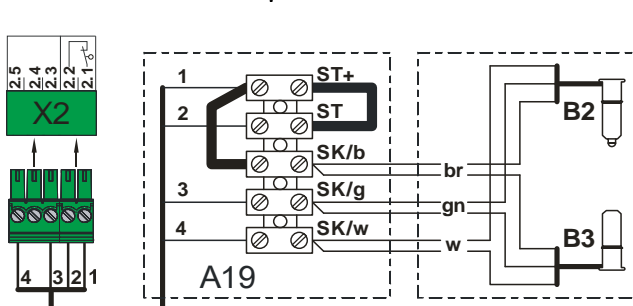 2.5 2.4 2.3 2.2 2.1
X2
4 3 2 1
1 ST+
2 ST
SK/b
3 SK/g
4 SK/w
A19
br
gn
w
B2
B3